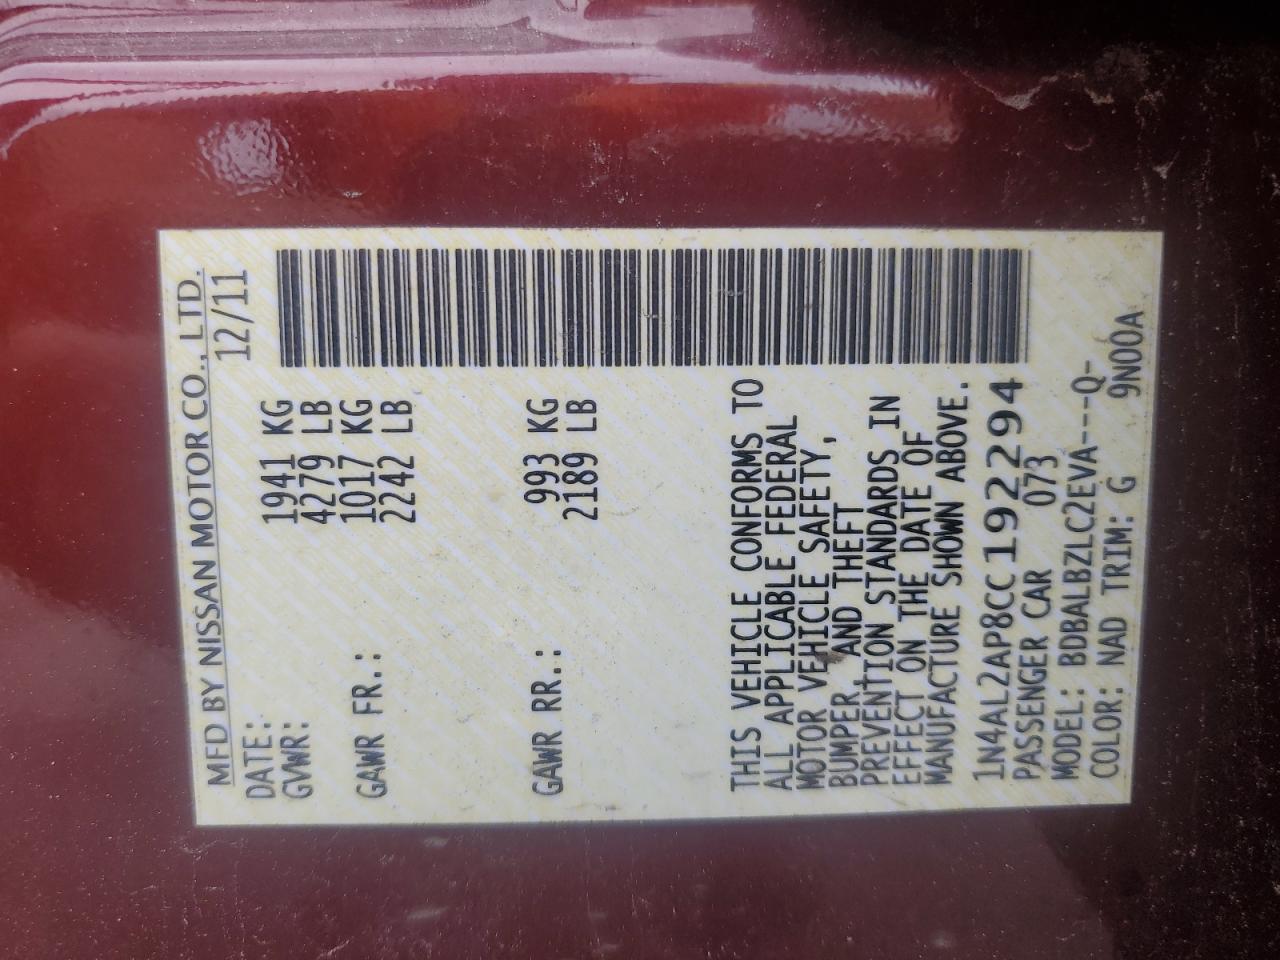 MFD BY NISSAN MOTOR CO., LTD.
DATE: 12/11
GVWR: 1941 KG
4279 LB
GAWR FR.: 1017 KG
2242 LB
GAWR RR.: 993 KG
2189 LB
THIS VEHICLE CONFORMS TO
ALL APPLICABLE FEDERAL
MOTOR VEHICLE SAFETY,
BUMPER AND THEFT
PREVENTION STANDARDS IN
EFFECT ON THE DATE OF
MANUFACTURE SHOWN ABOVE.
1N4AL2AP8CC192294
PASSENGER CAR 073
MODEL: BDBALBZLC2EVA---Q-
COLOR: NAD TRIM: G 9N00A